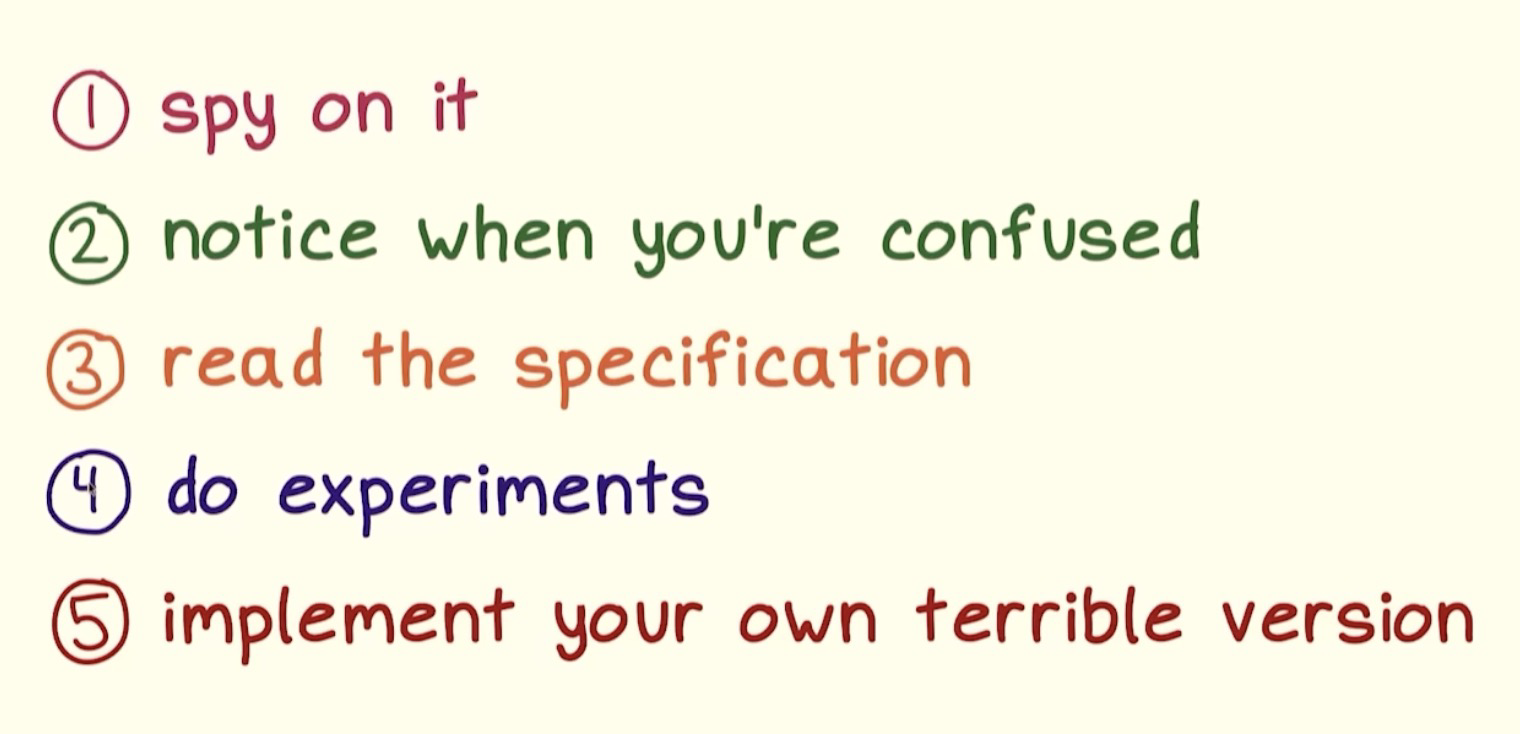 ① spy on it
② notice when you're confused
③ read the specification
④ do experiments
⑤ implement your own terrible version